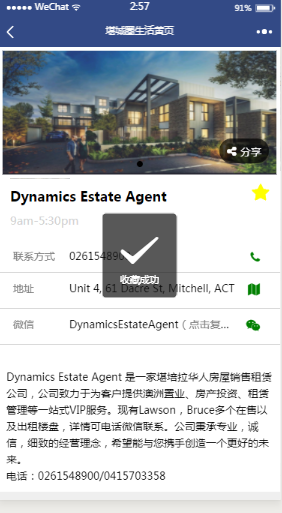 ●●●●● WeChat 2:57 91%
堪城圈生活黄页
分享
Dynamics Estate Agent
9am-5:30pm
联系方式 0261548900
收藏成功
地址 Unit 4, 61 Dacre St, Mitchell, ACT
微信 DynamicsEstateAgent（点击复...
Dynamics Estate Agent 是一家堪培拉华人房屋销售租赁
公司，公司致力于为客户提供澳洲置业、房产投资、租赁
管理等一站式VIP服务。现有Lawson，Bruce多个在售以
及出租楼盘，详情可电话微信联系。公司秉承专业，诚
信，细致的经营理念，希望能与您携手创造一个更好的未
来。
电话：0261548900/0415703358